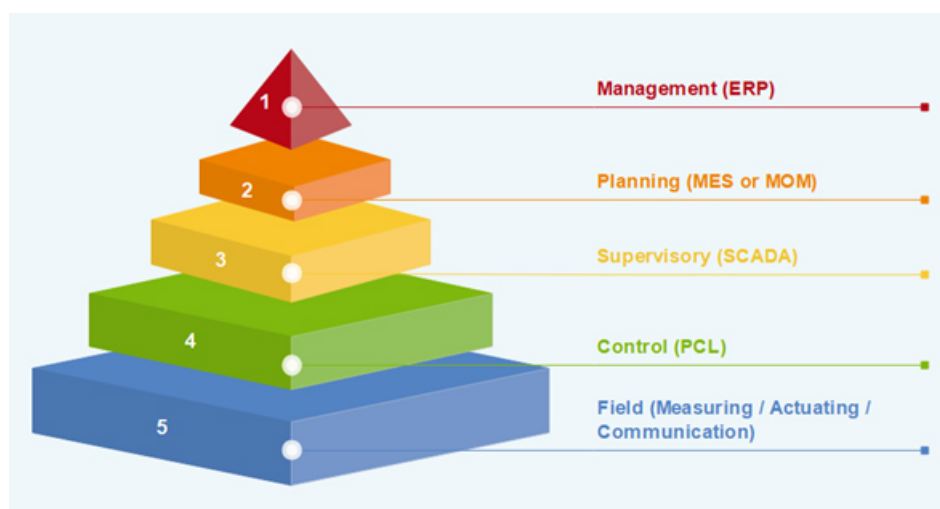 1
Management (ERP)
2
Planning (MES or MOM)
3
Supervisory (SCADA)
4
Control (PCL)
5
Field (Measuring / Actuating /
Communication)